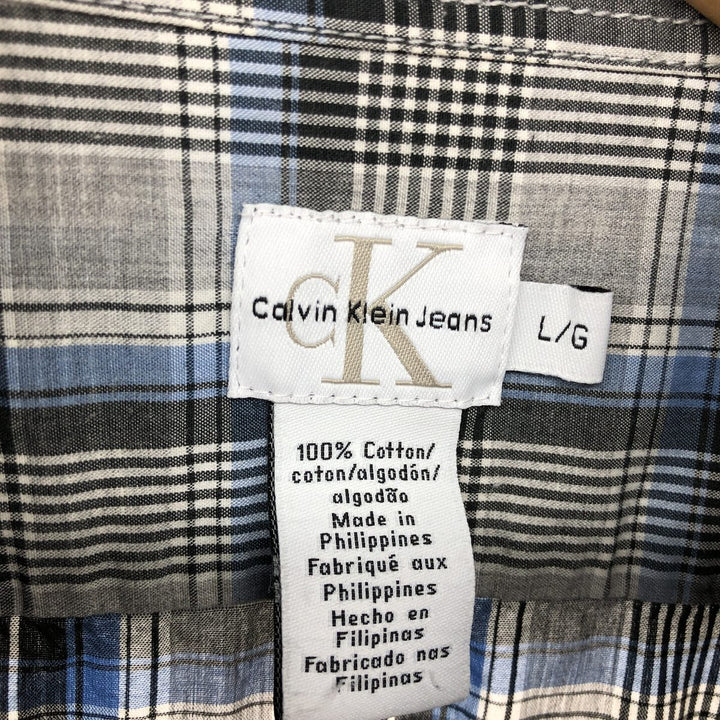 cK
Calvin Klein Jeans
L/G
100% Cotton/
coton/algodón/
algodão
Made in
Philippines
Fabriqué aux
Philippines
Hecho en
Filipinas
Fabricado nas
Filipinas